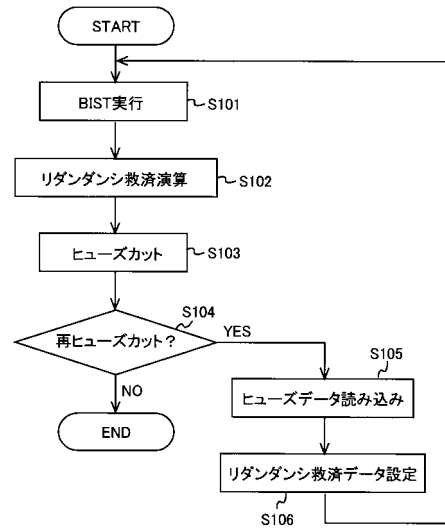 START
BIST実行
S101
リダンダンシ救済演算
S102
ヒューズカット
S103
再ヒューズカット？
S104
YES
NO
END
S105
ヒューズデータ読み込み
リダンダンシ救済データ設定
S106